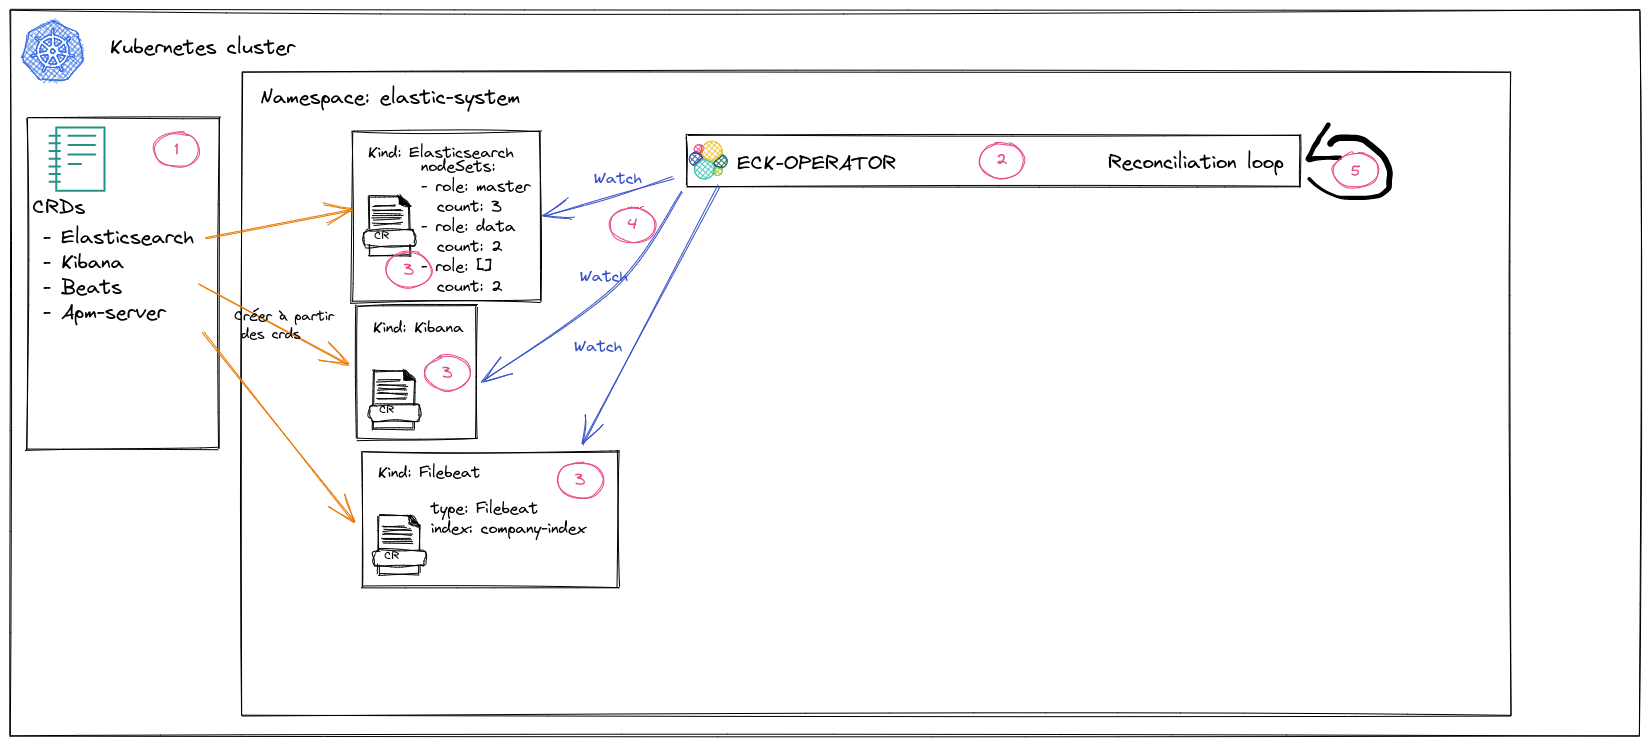 Kubernetes cluster
Namespace: elastic-system
1
CRDs
- Elasticsearch
- Kibana
- Beats
- Apm-server
Créer à partir
des crds
Kind: Elasticsearch
nodeSets:
- role: master
count: 3
- role: data
count: 2
- role: []
count: 2
CR
3
Kind: Kibana
3
CR
Kind: Filebeat
3
type: Filebeat
index: company-index
CR
ECK-OPERATOR
2
Reconciliation loop
5
Watch
4
Watch
Watch